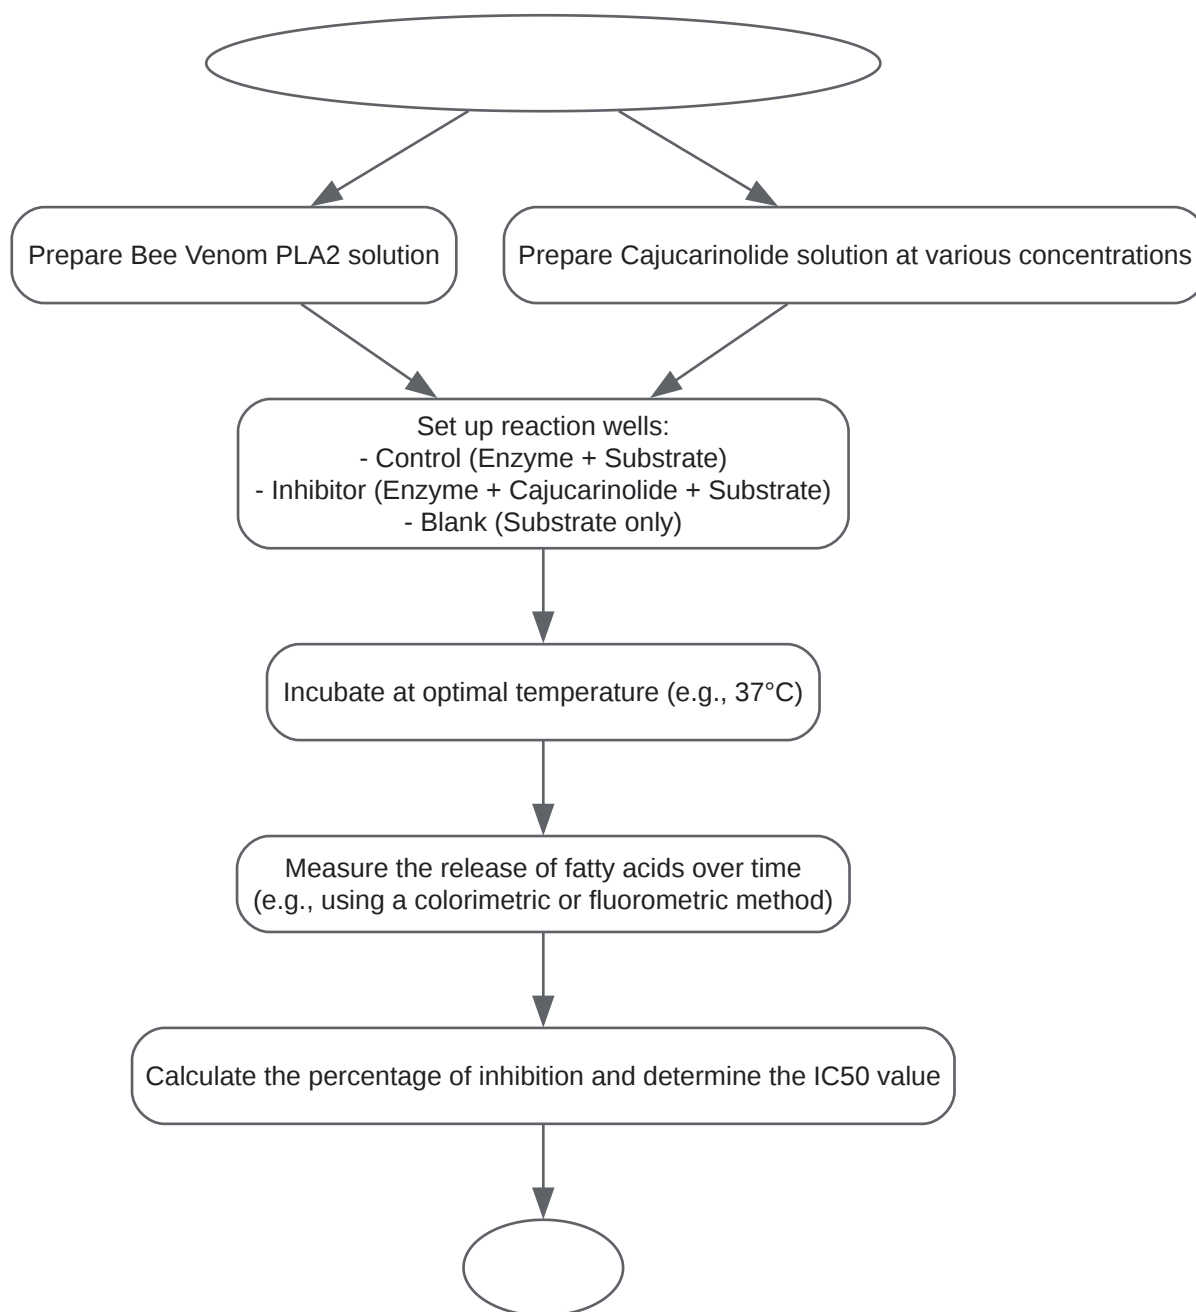 Prepare Bee Venom PLA2 solution
Prepare Cajucarinolide solution at various concentrations
Set up reaction wells:
- Control (Enzyme + Substrate)
- Inhibitor (Enzyme + Cajucarinolide + Substrate)
- Blank (Substrate only)
Incubate at optimal temperature (e.g., 37°C)
Measure the release of fatty acids over time
(e.g., using a colorimetric or fluorometric method)
Calculate the percentage of inhibition and determine the IC50 value